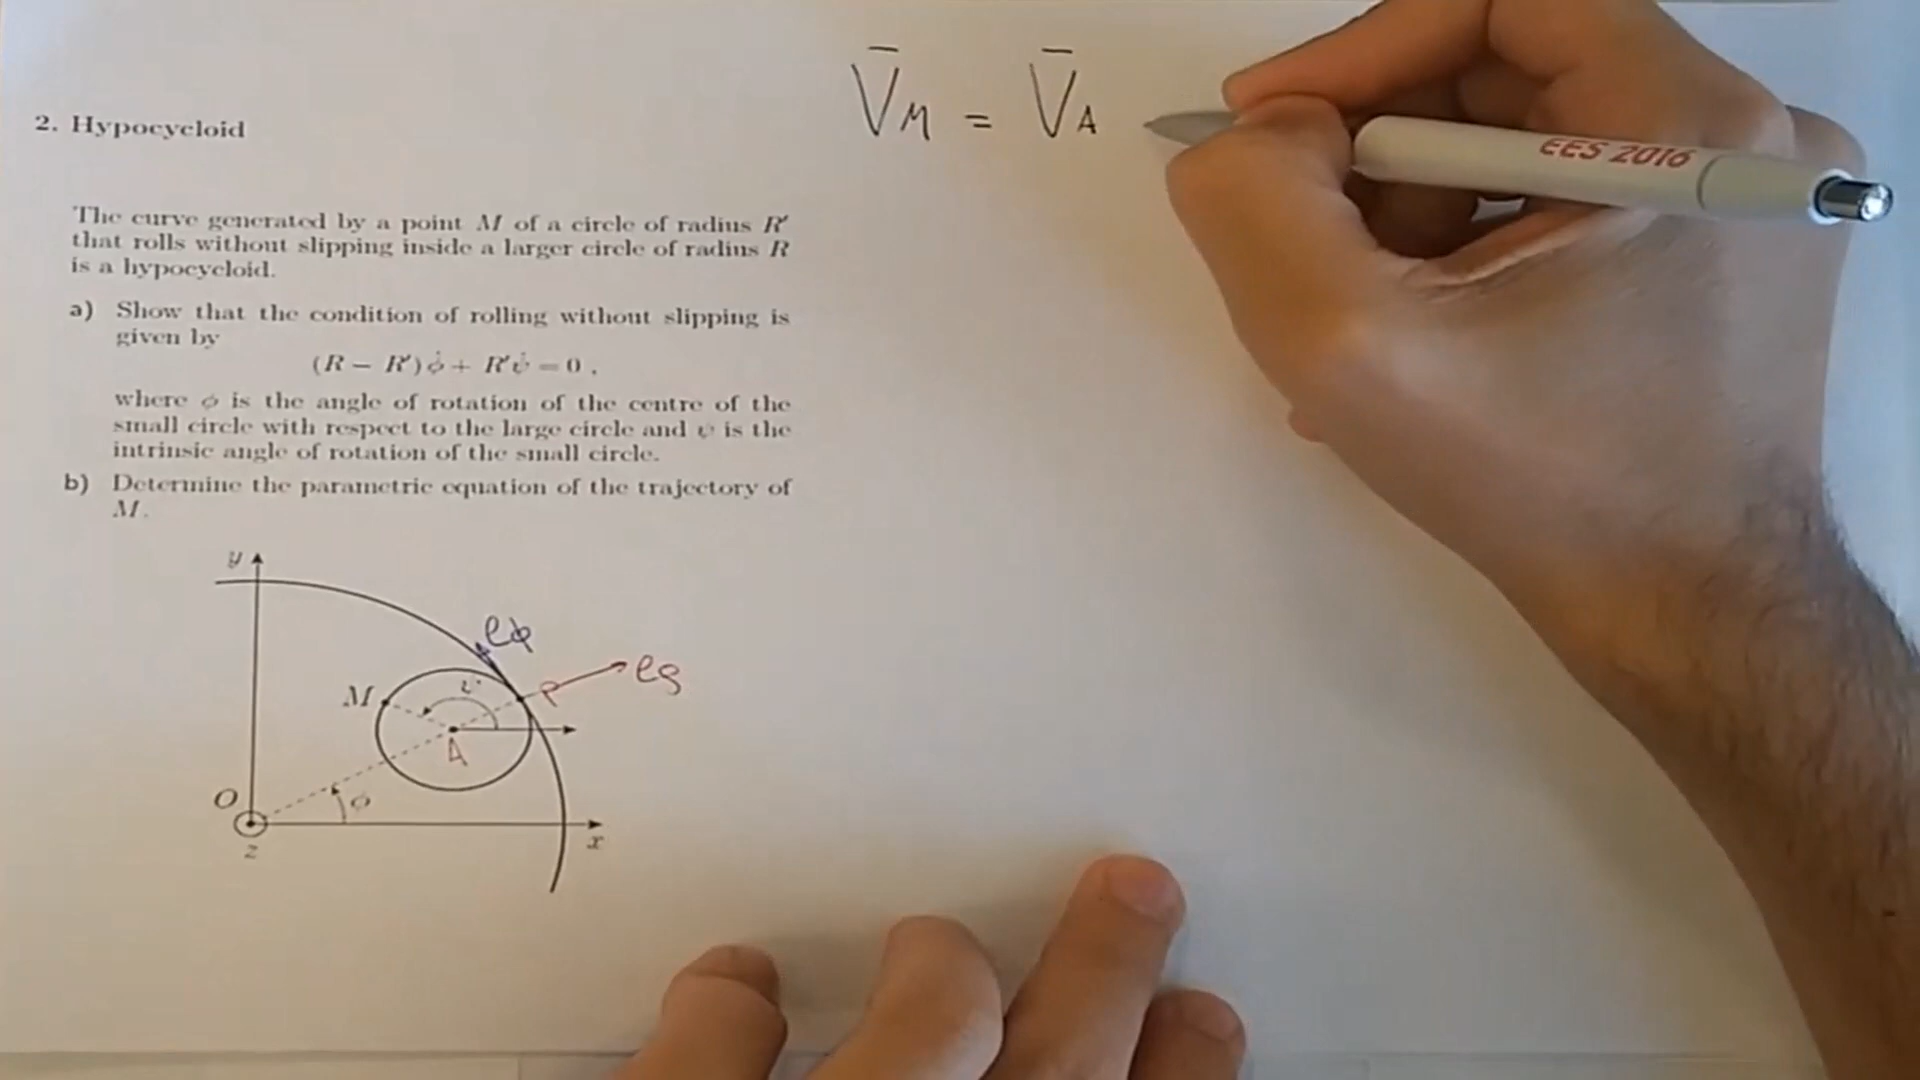 2. Hypocycloid
The curve generated by a point M of a circle of radius R′
that rolls without slipping inside a larger circle of radius R
is a hypocycloid.
a) Show that the condition of rolling without slipping is
given by
(R − R′)ϕ̇ + R′ψ̇ = 0 ,
where ϕ is the angle of rotation of the centre of the
small circle with respect to the large circle and ψ is the
intrinsic angle of rotation of the small circle.
b) Determine the parametric equation of the trajectory of
M.
V̄M = V̄A
EES 2016
y
eϕ
eρ
P
M
ψ
A
O
ϕ
z
x